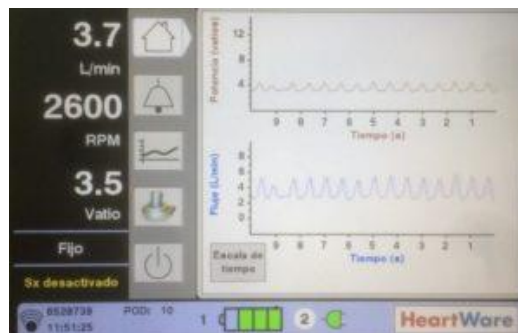 3.7
L/min
2600
RPM
3.5
Vatio
Fijo
Sx desactivado
Potencia (vatios)
12
8
4
9 8 7 6 5 4 3 2 1
Tiempo (s)
Flujo (L/min)
8
6
4
2
0
9 8 7 6 5 4 3 2 1
Tiempo (s)
Escala de
tiempo
11:51:25
1
2
HeartWare